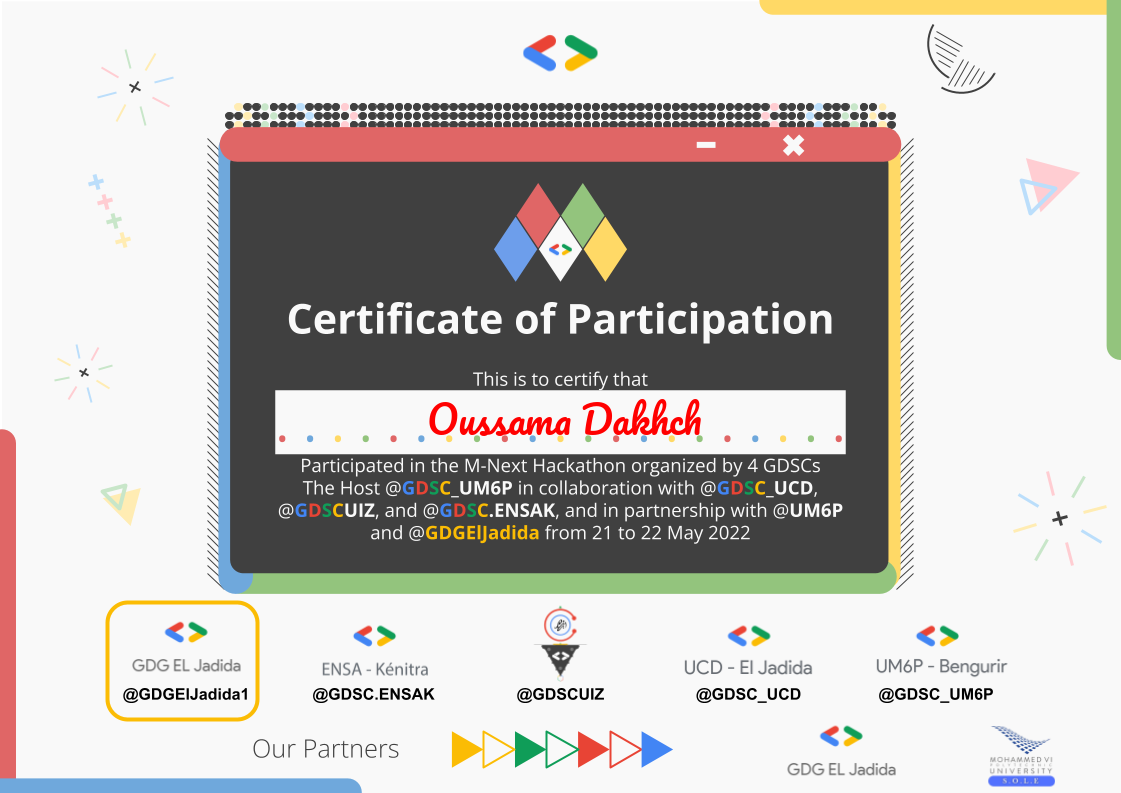 Certificate of Participation
This is to certify that
Oussama Dakhch
Participated in the M-Next Hackathon organized by 4 GDSCs
The Host @GDSC_UM6P in collaboration with @GDSC_UCD,
@GDSCUIZ, and @GDSC.ENSAK, and in partnership with @UM6P
and @GDGElJadida from 21 to 22 May 2022
GDG EL Jadida
@GDGElJadida1
ENSA - Kénitra
@GDSC.ENSAK
@GDSCUIZ
UCD - El Jadida
@GDSC_UCD
UM6P - Bengurir
@GDSC_UM6P
Our Partners
GDG EL Jadida
MOHAMMED VI
POLYTECHNIC
UNIVERSITY
S.O.L.E